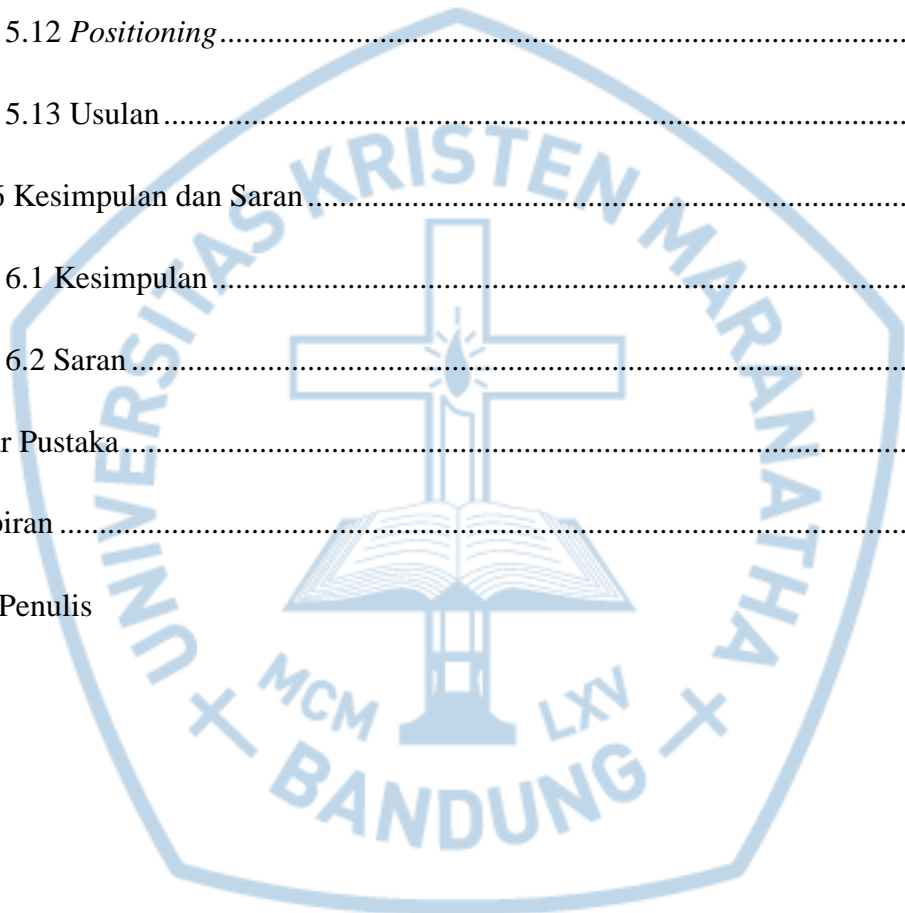 5.12 Positioning................................................................................
5.13 Usulan................................................................................
6 Kesimpulan dan Saran................................................................................
6.1 Kesimpulan................................................................................
6.2 Saran................................................................................
r Pustaka................................................................................
iran................................................................................
Penulis
UNIVERSITAS KRISTEN MARANATHA
MCM LXV
BANDUNG